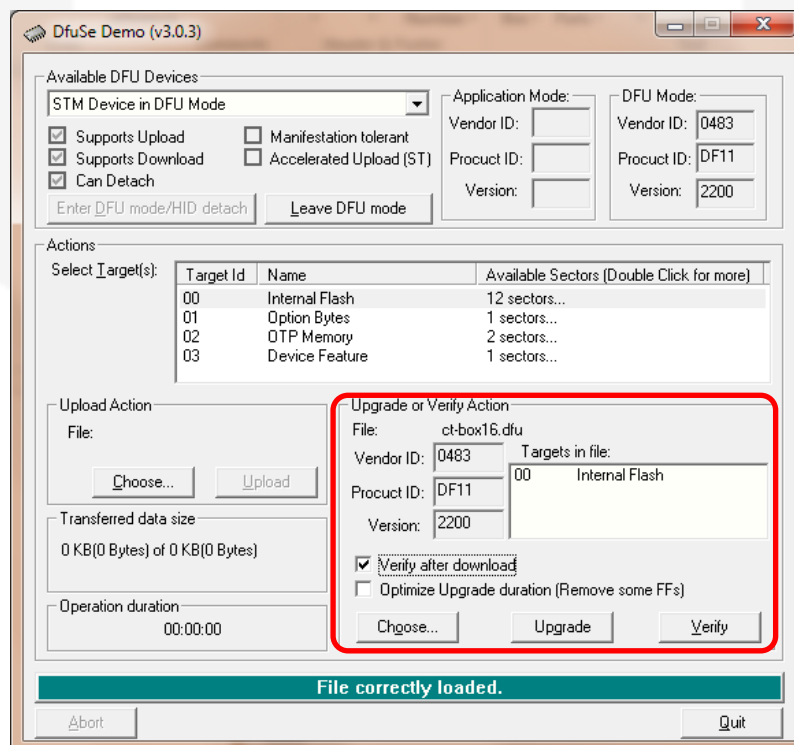 DfuSe Demo (v3.0.3)
Available DFU Devices
STM Device in DFU Mode
Supports Upload
Manifestation tolerant
Supports Download
Accelerated Upload (ST)
Can Detach
Enter DFU mode/HID detach
Leave DFU mode
Application Mode:
Vendor ID:
Procuct ID:
Version:
DFU Mode:
Vendor ID: 0483
Procuct ID: DF11
Version: 2200
Actions
Select Target(s):
Target Id Name Available Sectors (Double Click for more)
00 Internal Flash 12 sectors...
01 Option Bytes 1 sectors...
02 OTP Memory 2 sectors...
03 Device Feature 1 sectors...
Upload Action
File:
Choose... Upload
Transferred data size
0 KB(0 Bytes) of 0 KB(0 Bytes)
Operation duration
00:00:00
Upgrade or Verify Action
File: ct-box16.dfu
Vendor ID: 0483
Procuct ID: DF11
Version: 2200
Targets in file:
00 Internal Flash
Verify after download
Optimize Upgrade duration (Remove some FFs)
Choose... Upgrade Verify
File correctly loaded.
Abort Quit